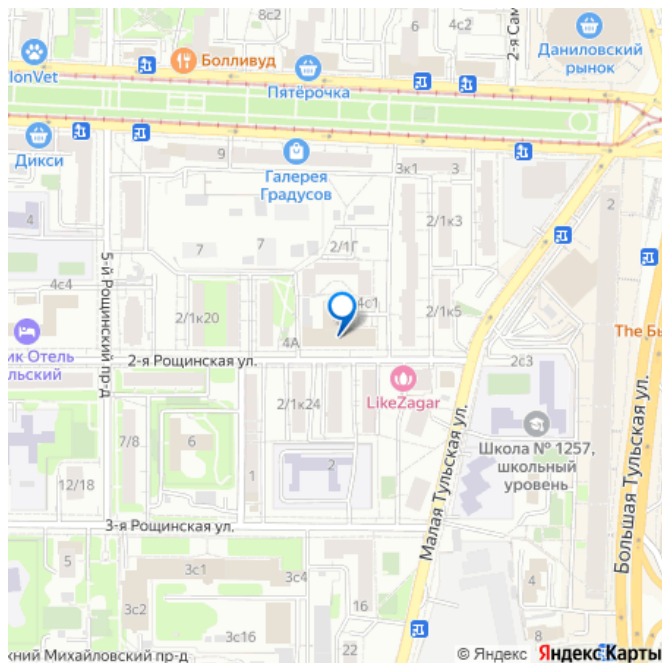 8с2
6с2
4с2
2-я Сам
Даниловский
рынок
lonVet
Болливуд
Пятёрочка
Дикси
9
Галерея
Градусов
3к1
3
2/1к3
2
4
7
7
2/1Г
5-й Рощинский пр-д
4с4
2/1к20
4А
4с1
2/1к5
The Бы
ик Отель
льский
2-я Рощинская ул.
LikeZagar
2с3
2/1к24
7/8
6
1
2
Школа № 1257,
школьный
уровень
Малая Тульская ул.
Большая Тульская ул.
12/18
3-я Рощинская ул.
5
3с1
3с4
3с2
3с16
16
22
4
8
жний Михайловский пр-д
© Яндекс Яндекс Карты